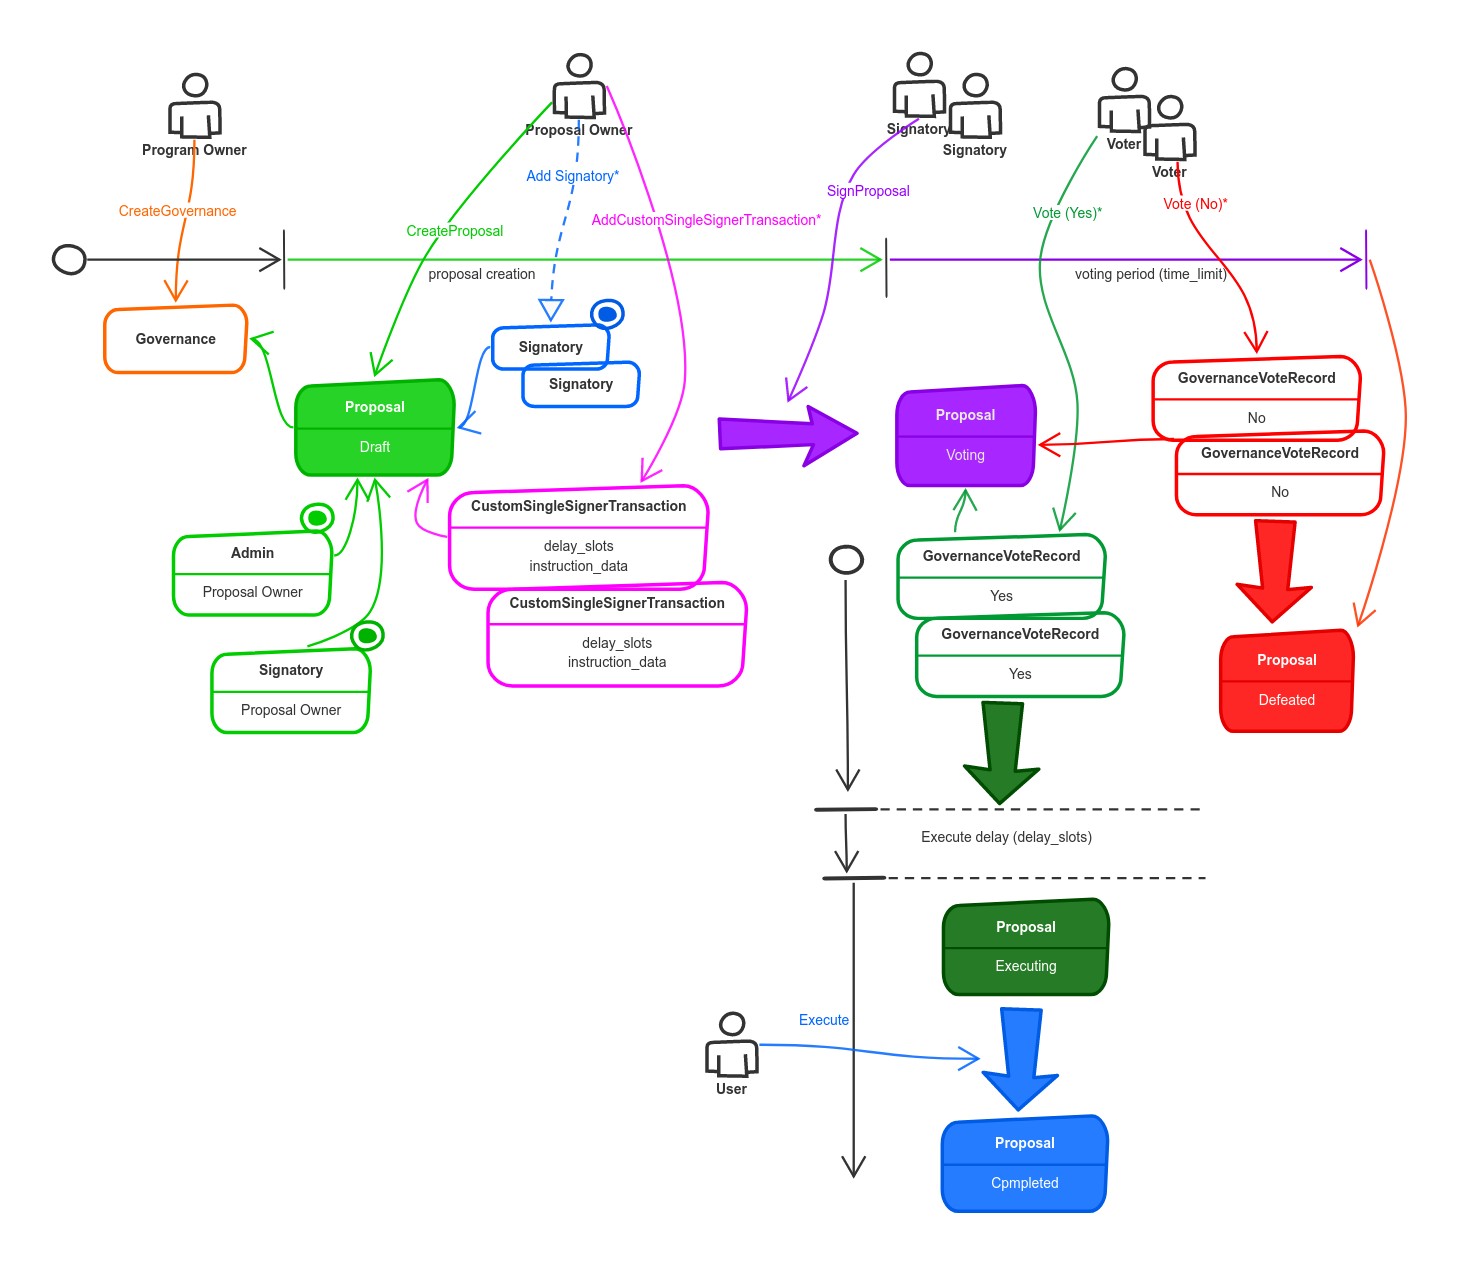 Program Owner
Proposal Owner
Signatory
Signatory
Voter
Voter
CreateGovernance
Add Signatory*
CreateProposal
AddCustomSingleSignerTransaction*
SignProposal
Vote (Yes)*
Vote (No)*
proposal creation
voting period (time_limit)
Governance
Signatory
Signatory
Proposal
Draft
Admin
Proposal Owner
Signatory
Proposal Owner
CustomSingleSignerTransaction
delay_slots
instruction_data
CustomSingleSignerTransaction
delay_slots
instruction_data
Proposal
Voting
GovernanceVoteRecord
No
GovernanceVoteRecord
No
GovernanceVoteRecord
Yes
GovernanceVoteRecord
Yes
Proposal
Defeated
Execute delay (delay_slots)
Proposal
Executing
Execute
User
Proposal
Cpmpleted